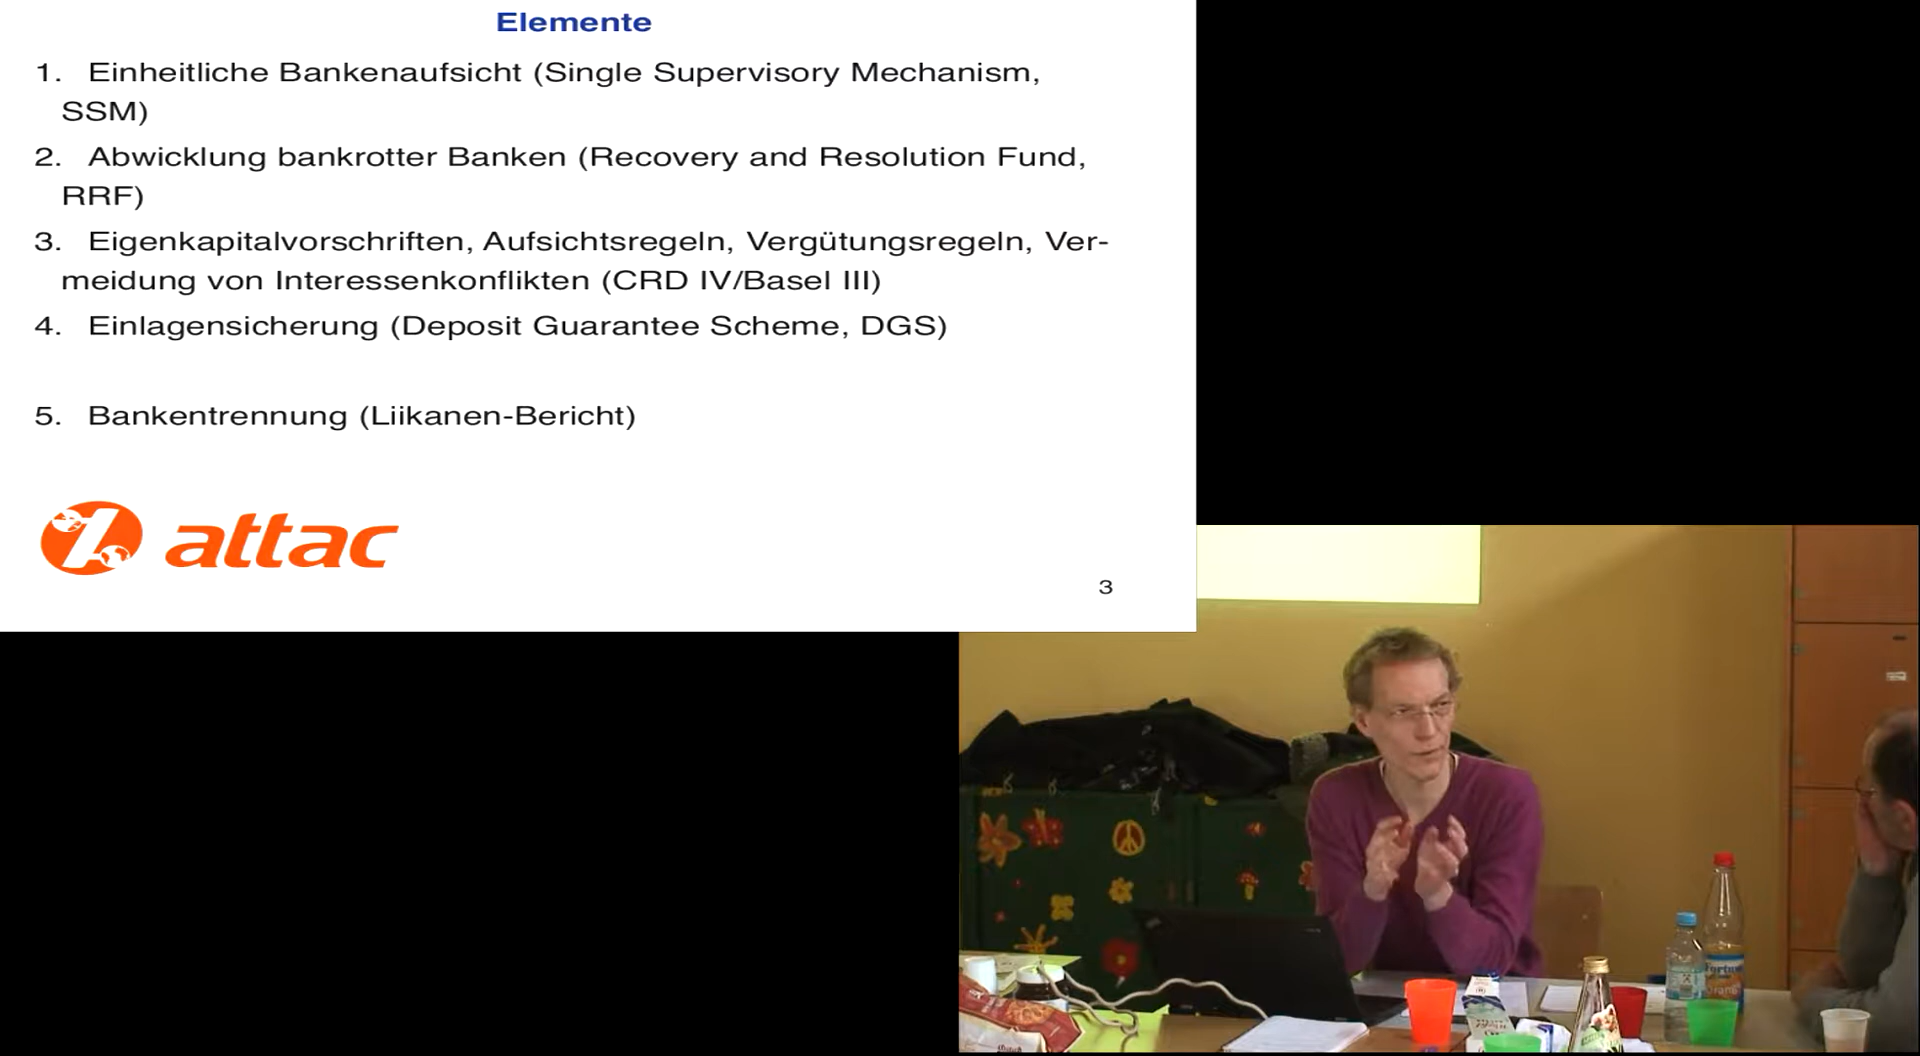 Elemente
1. Einheitliche Bankenaufsicht (Single Supervisory Mechanism,
SSM)
2. Abwicklung bankrotter Banken (Recovery and Resolution Fund,
RRF)
3. Eigenkapitalvorschriften, Aufsichtsregeln, Vergütungsregeln, Ver-
meidung von Interessenkonflikten (CRD IV/Basel III)
4. Einlagensicherung (Deposit Guarantee Scheme, DGS)
5. Bankentrennung (Liikanen-Bericht)
attac
3